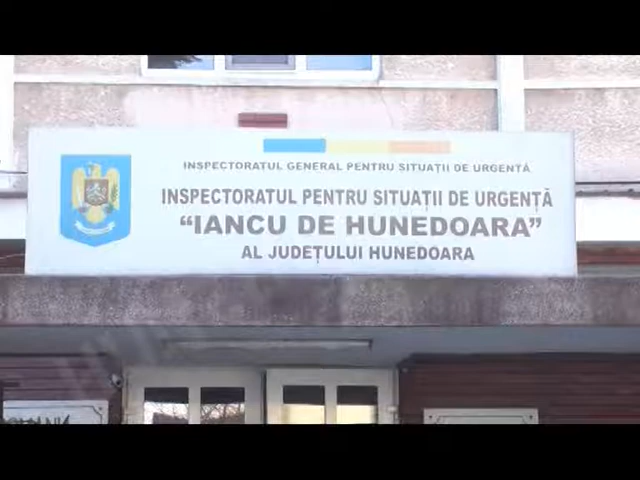 INSPECTORATUL GENERAL PENTRU SITUAȚII DE URGENȚĂ
INSPECTORATUL PENTRU SITUAȚII DE URGENȚĂ
“IANCU DE HUNEDOARA”
AL JUDEȚULUI HUNEDOARA